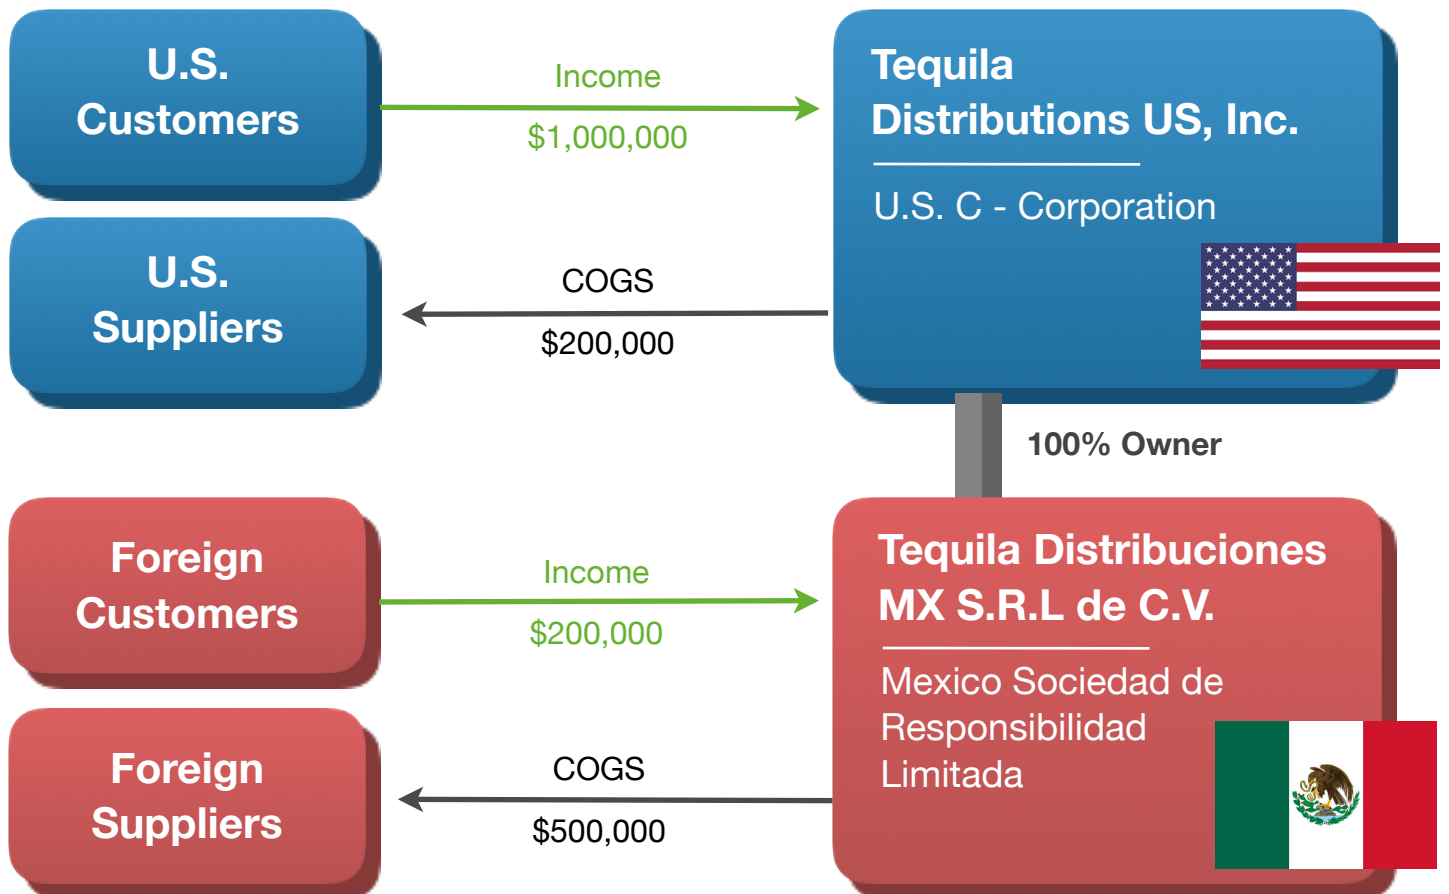 U.S.
Customers
Income
$1,000,000
Tequila
Distributions US, Inc.
U.S. C - Corporation
U.S.
Suppliers
COGS
$200,000
100% Owner
Foreign
Customers
Income
$200,000
Tequila Distribuciones
MX S.R.L de C.V.
Mexico Sociedad de
Responsibilidad
Limitada
Foreign
Suppliers
COGS
$500,000